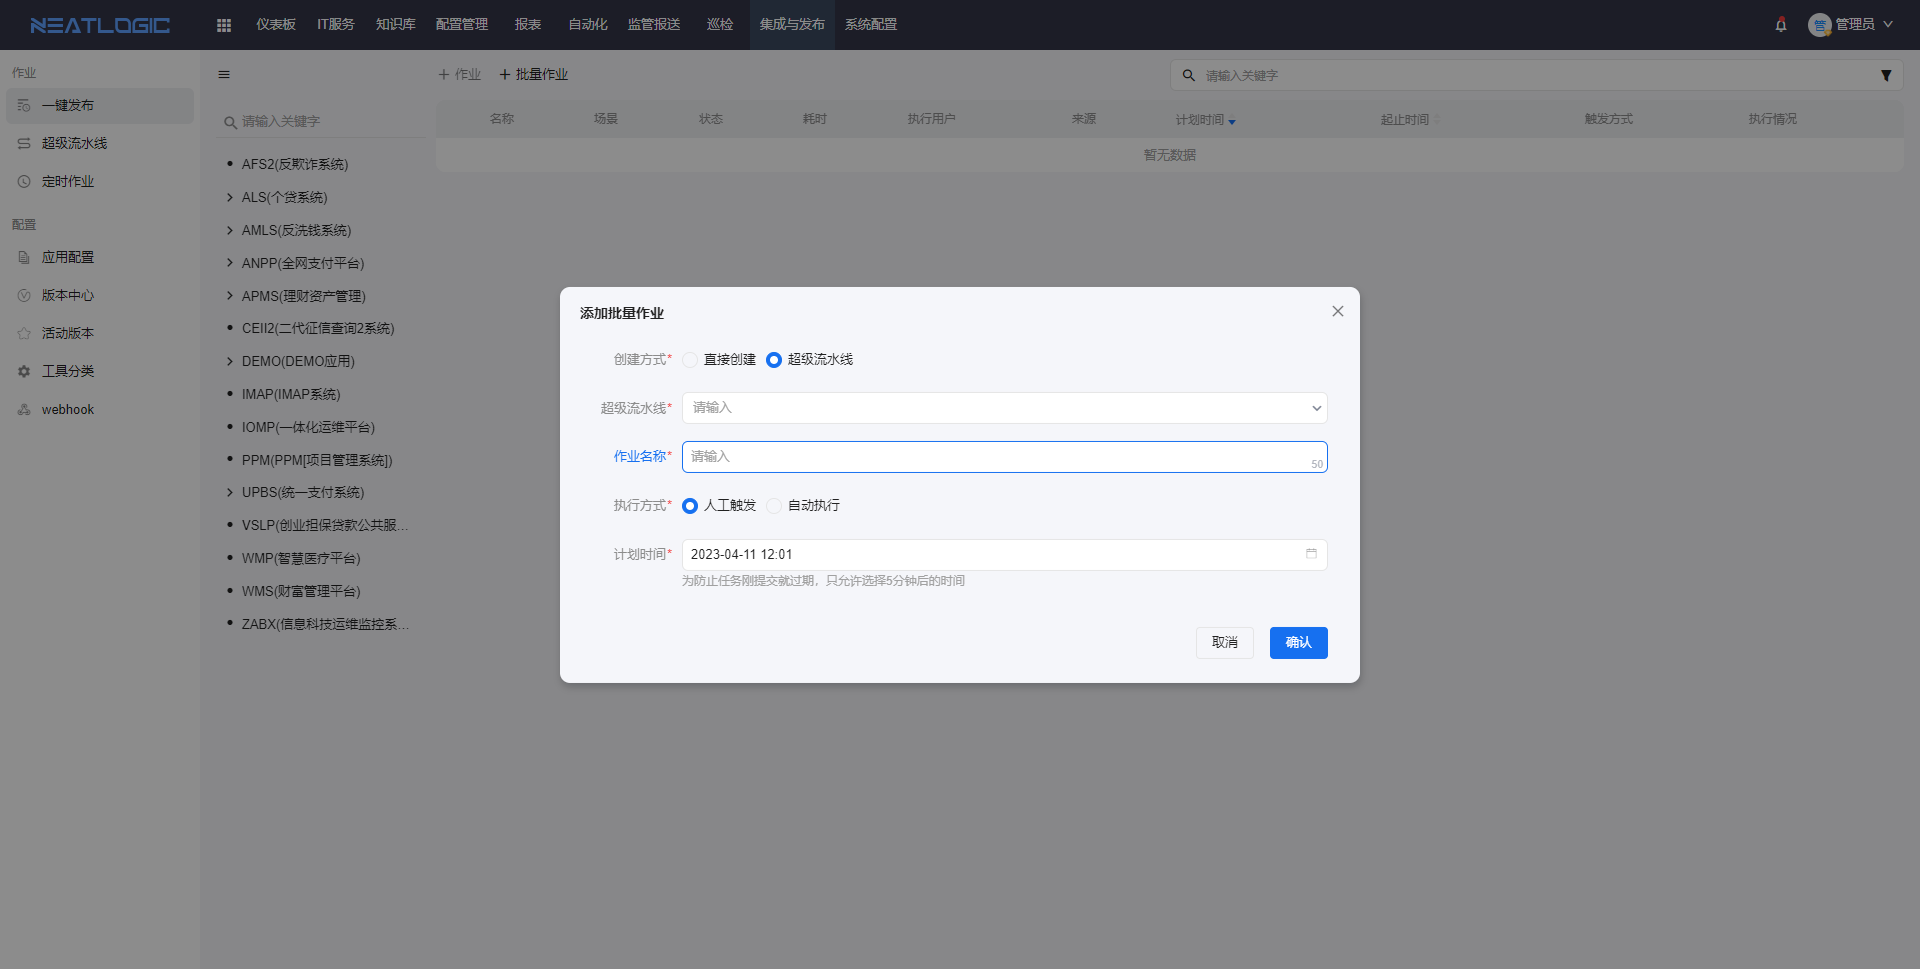 NEATLOGIC
仪表板 IT服务 知识库 配置管理 报表 自动化 监管报送 巡检 集成与发布 系统配置
管 管理员
作业
一键发布
超级流水线
定时作业
配置
应用配置
版本中心
活动版本
工具分类
webhook
请输入关键字
AFS2(反欺诈系统)
ALS(个贷系统)
AMLS(反洗钱系统)
ANPP(全网支付平台)
APMS(理财资产管理)
CEII2(二代征信查询2系统)
DEMO(DEMO应用)
IMAP(IMAP系统)
IOMP(一体化运维平台)
PPM(PPM[项目管理系统])
UPBS(统一支付系统)
VSLP(创业担保贷款公共服...
WMP(智慧医疗平台)
WMS(财富管理平台)
ZABX(信息科技运维监控系...
作业 批量作业
请输入关键字
名称 场景 状态 耗时 执行用户 来源 计划时间 起止时间 触发方式 执行情况
暂无数据
添加批量作业
创建方式* 直接创建 超级流水线
超级流水线* 请输入
作业名称* 请输入 50
执行方式* 人工触发 自动执行
计划时间* 2023-04-11 12:01
为防止任务刚提交就过期，只允许选择5分钟后的时间
取消 确认